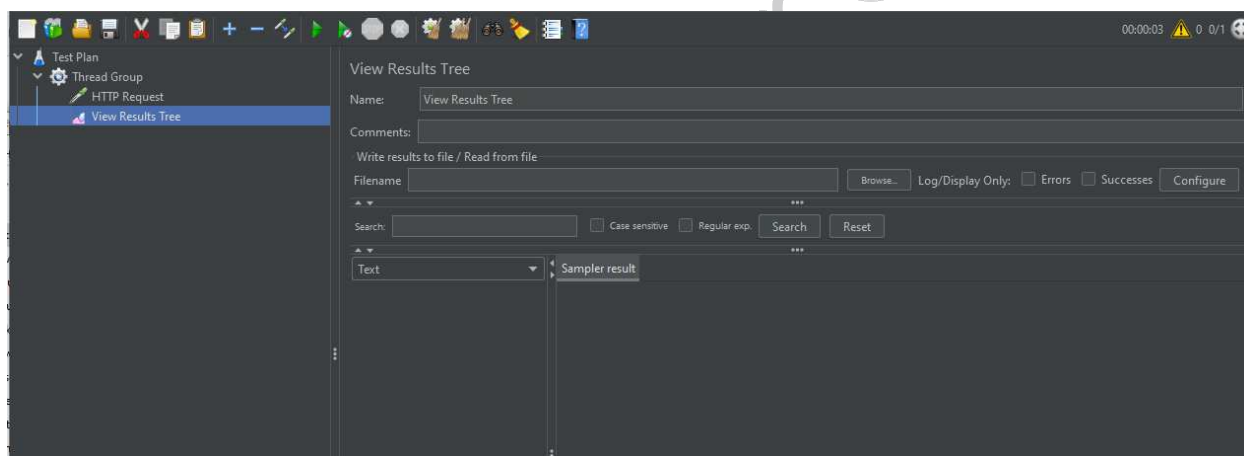 00:00:03 0 0/1
Test Plan
Thread Group
HTTP Request
View Results Tree
View Results Tree
Name: View Results Tree
Comments:
Write results to file / Read from file
Filename Browse... Log/Display Only: Errors Successes Configure
Search: Case sensitive Regular exp. Search Reset
Text Sampler result